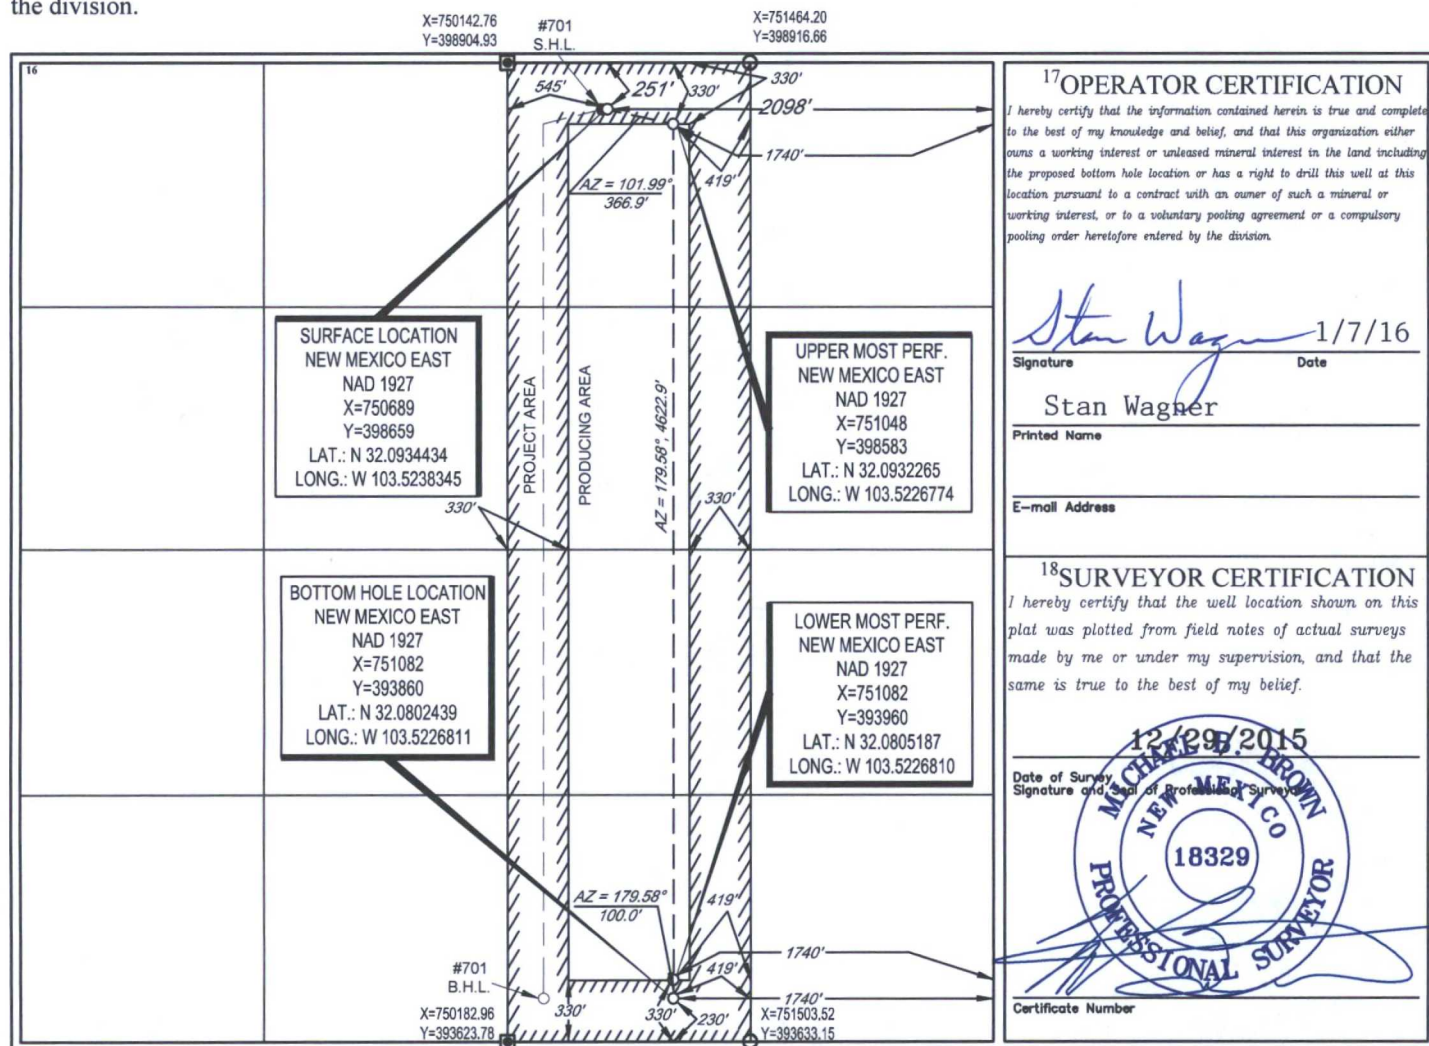 the division.
X=750142.76
Y=398904.93
#701
S.H.L.
X=751464.20
Y=398916.66
16
545'
251'
330'
330'
2098'
1740'
419'
AZ = 101.99°
366.9'
SURFACE LOCATION
NEW MEXICO EAST
NAD 1927
X=750689
Y=398659
LAT.: N 32.0934434
LONG.: W 103.5238345
UPPER MOST PERF.
NEW MEXICO EAST
NAD 1927
X=751048
Y=398583
LAT.: N 32.0932265
LONG.: W 103.5226774
PROJECT AREA
PRODUCING AREA
AZ = 179.58°, 4622.9'
330'
330'
BOTTOM HOLE LOCATION
NEW MEXICO EAST
NAD 1927
X=751082
Y=393860
LAT.: N 32.0802439
LONG.: W 103.5226811
LOWER MOST PERF.
NEW MEXICO EAST
NAD 1927
X=751082
Y=393960
LAT.: N 32.0805187
LONG.: W 103.5226810
AZ = 179.58°
100.0'
419'
1740'
419'
1740'
#701
B.H.L.
330'
330'
230'
X=750182.96
Y=393623.78
X=751503.52
Y=393633.15
17 OPERATOR CERTIFICATION
I hereby certify that the information contained herein is true and complete
to the best of my knowledge and belief, and that this organization either
owns a working interest or unleased mineral interest in the land including
the proposed bottom hole location or has a right to drill this well at this
location pursuant to a contract with an owner of such a mineral or
working interest, or to a voluntary pooling agreement or a compulsory
pooling order heretofore entered by the division.
Stan Wagner 1/7/16
Signature Date
Stan Wagner
Printed Name
E-mail Address
18 SURVEYOR CERTIFICATION
I hereby certify that the well location shown on this
plat was plotted from field notes of actual surveys
made by me or under my supervision, and that the
same is true to the best of my belief.
12/29/2015
Date of Survey
Signature and Seal of Professional Surveyor
MICHAEL B. BROWN
NEW MEXICO
18329
PROFESSIONAL SURVEYOR
Certificate Number